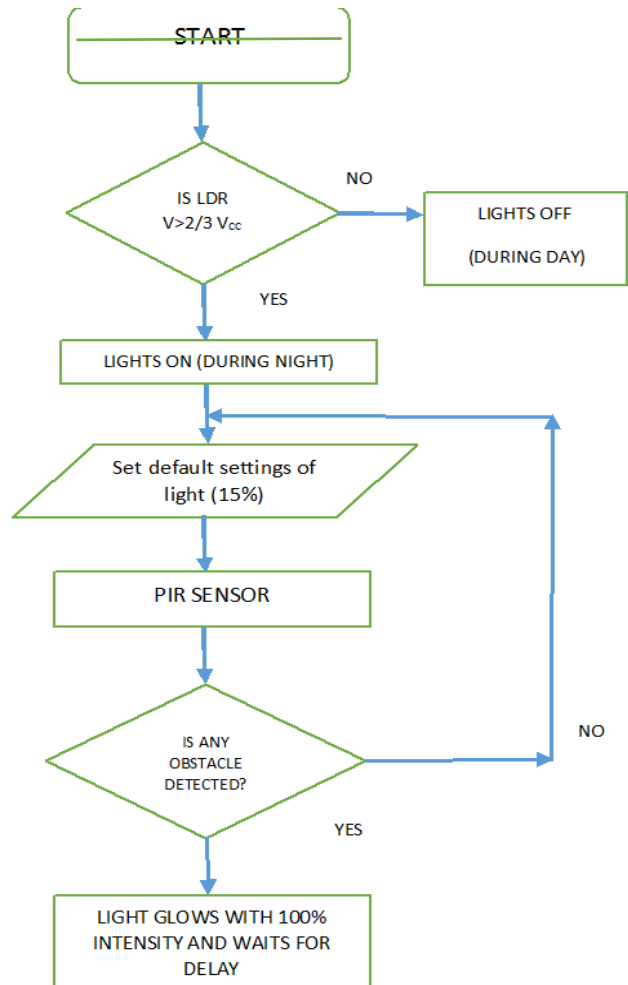 START
IS LDR
V>2/3 Vcc
NO
LIGHTS OFF
(DURING DAY)
YES
LIGHTS ON (DURING NIGHT)
Set default settings of
light (15%)
PIR SENSOR
IS ANY
OBSTACLE
DETECTED?
NO
YES
LIGHT GLOWS WITH 100%
INTENSITY AND WAITS FOR
DELAY